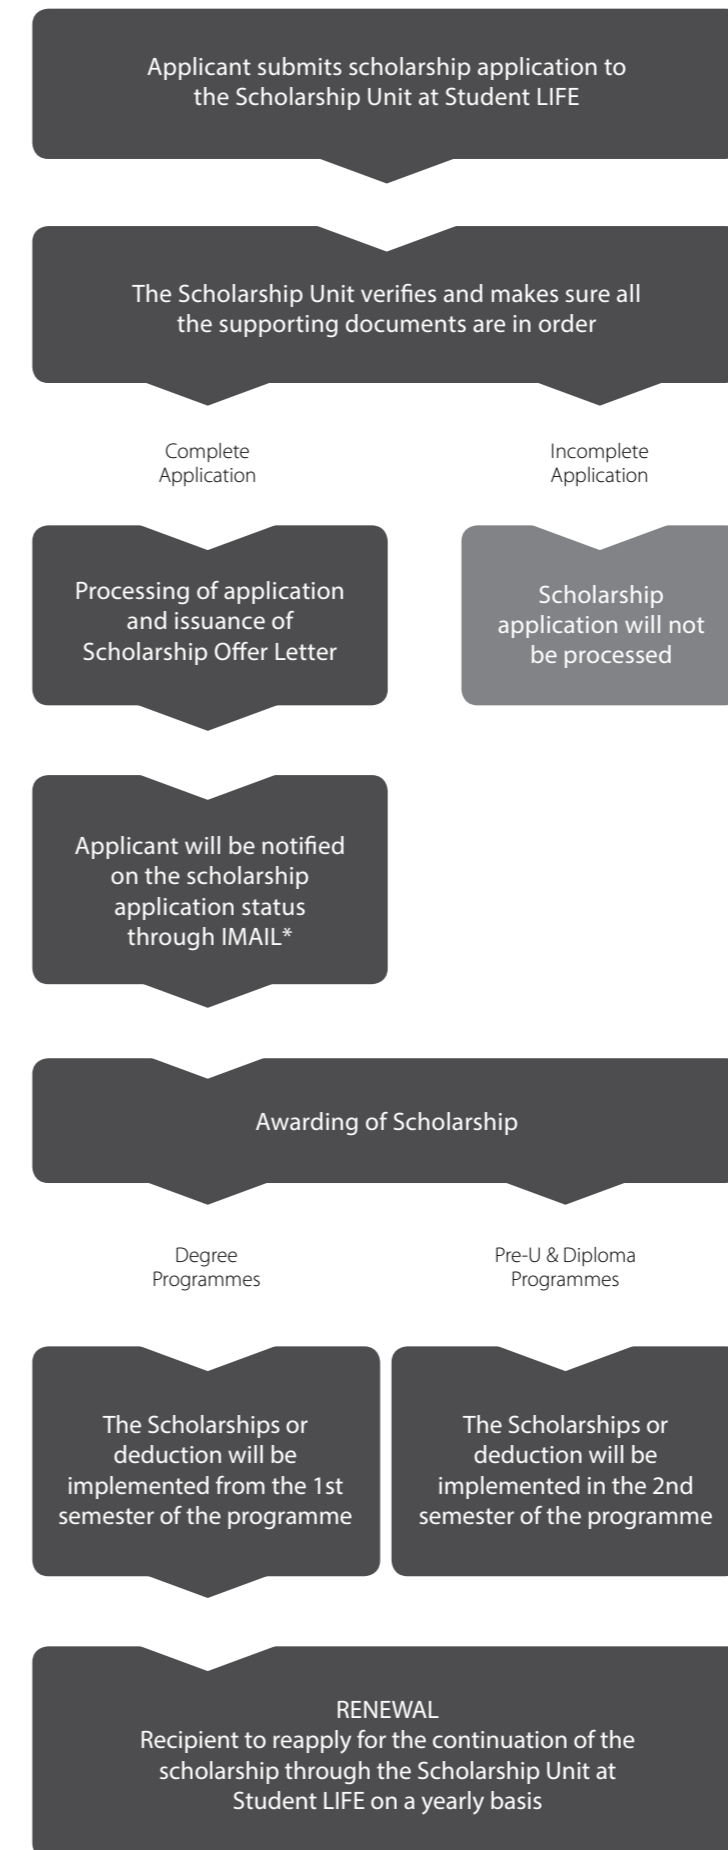 Applicant submits scholarship application to
the Scholarship Unit at Student LIFE
The Scholarship Unit verifies and makes sure all
the supporting documents are in order
Complete
Application
Incomplete
Application
Processing of application
and issuance of
Scholarship Offer Letter
Scholarship
application will not
be processed
Applicant will be notified
on the scholarship
application status
through IMAIL*
Awarding of Scholarship
Degree
Programmes
Pre-U & Diploma
Programmes
The Scholarships or
deduction will be
implemented from the 1st
semester of the programme
The Scholarships or
deduction will be
implemented in the 2nd
semester of the programme
RENEWAL
Recipient to reapply for the continuation of the
scholarship through the Scholarship Unit at
Student LIFE on a yearly basis